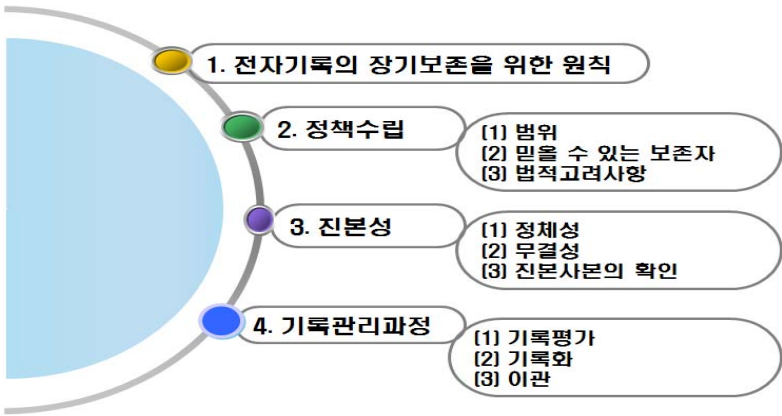 1. 전자기록의 장기보존을 위한 원칙
2. 정책수립
(1) 범위
(2) 믿을 수 있는 보존자
(3) 법적고려사항
3. 진본성
(1) 정체성
(2) 무결성
(3) 진본사본의 확인
4. 기록관리과정
(1) 기록평가
(2) 기록화
(3) 이관